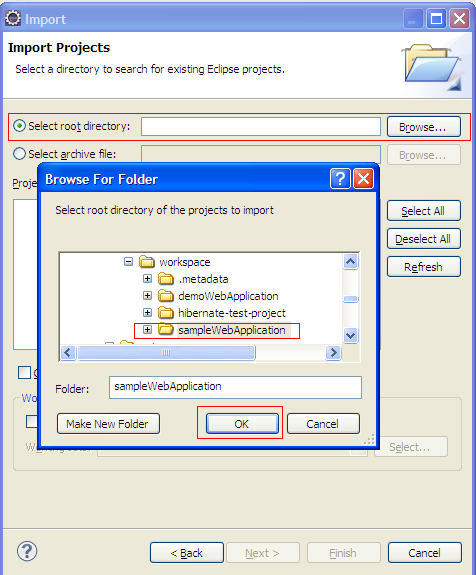 Import
Import Projects
Select a directory to search for existing Eclipse projects.
Select root directory:
Browse...
Select archive file:
Browse...
Browse For Folder
Select root directory of the projects to import
workspace
.metadata
demoWebApplication
hibernate-test-project
sampleWebApplication
Folder:
sampleWebApplication
Make New Folder
OK
Cancel
Select All
Deselect All
Refresh
Select...
< Back
Next >
Finish
Cancel